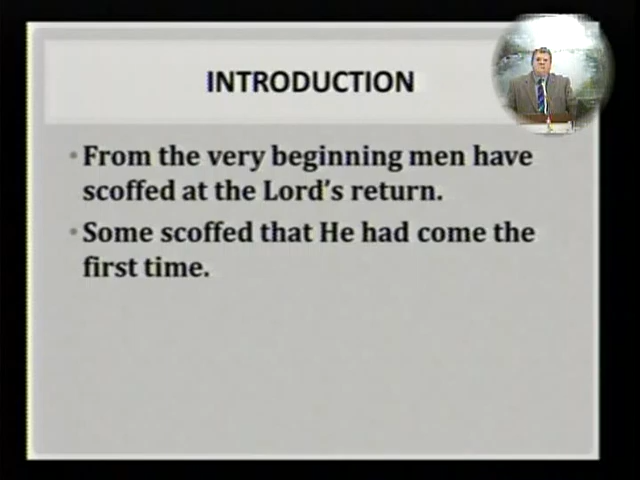 INTRODUCTION
• From the very beginning men have
scoffed at the Lord's return.
• Some scoffed that He had come the
first time.